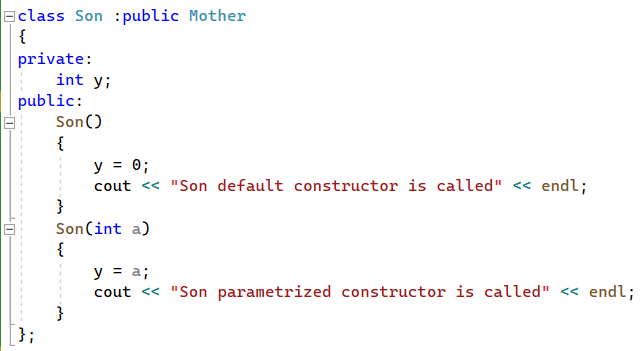 class Son :public Mother
{
private:
    int y;
public:
    Son()
    {
        y = 0;
        cout << "Son default constructor is called" << endl;
    }
    Son(int a)
    {
        y = a;
        cout << "Son parametrized constructor is called" << endl;
    }
};